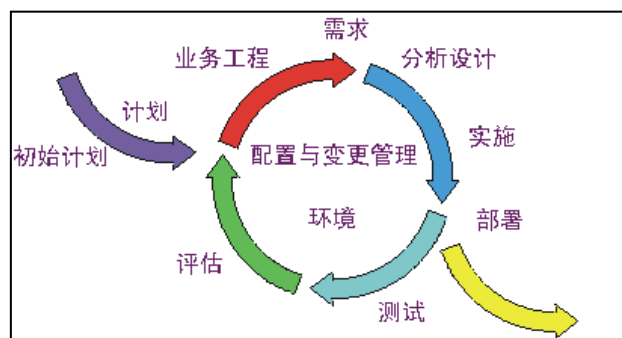 需求
业务工程
分析设计
计划
实施
初始计划
配置与变更管理
环境
部署
评估
测试